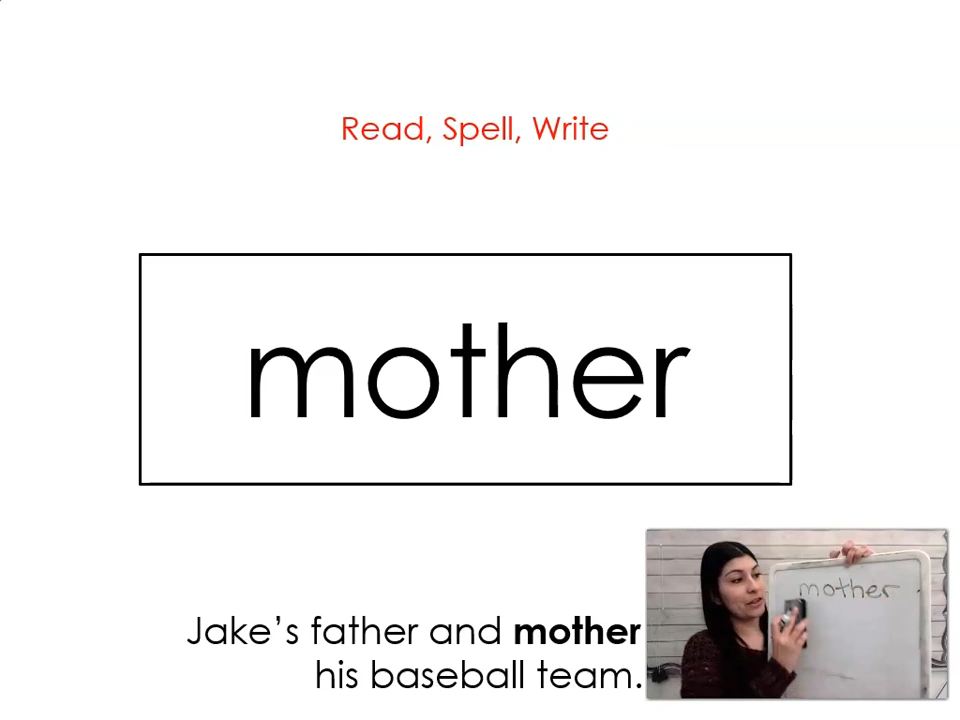 Read, Spell, Write
mother
Jake’s father and mother
his baseball team.
mother